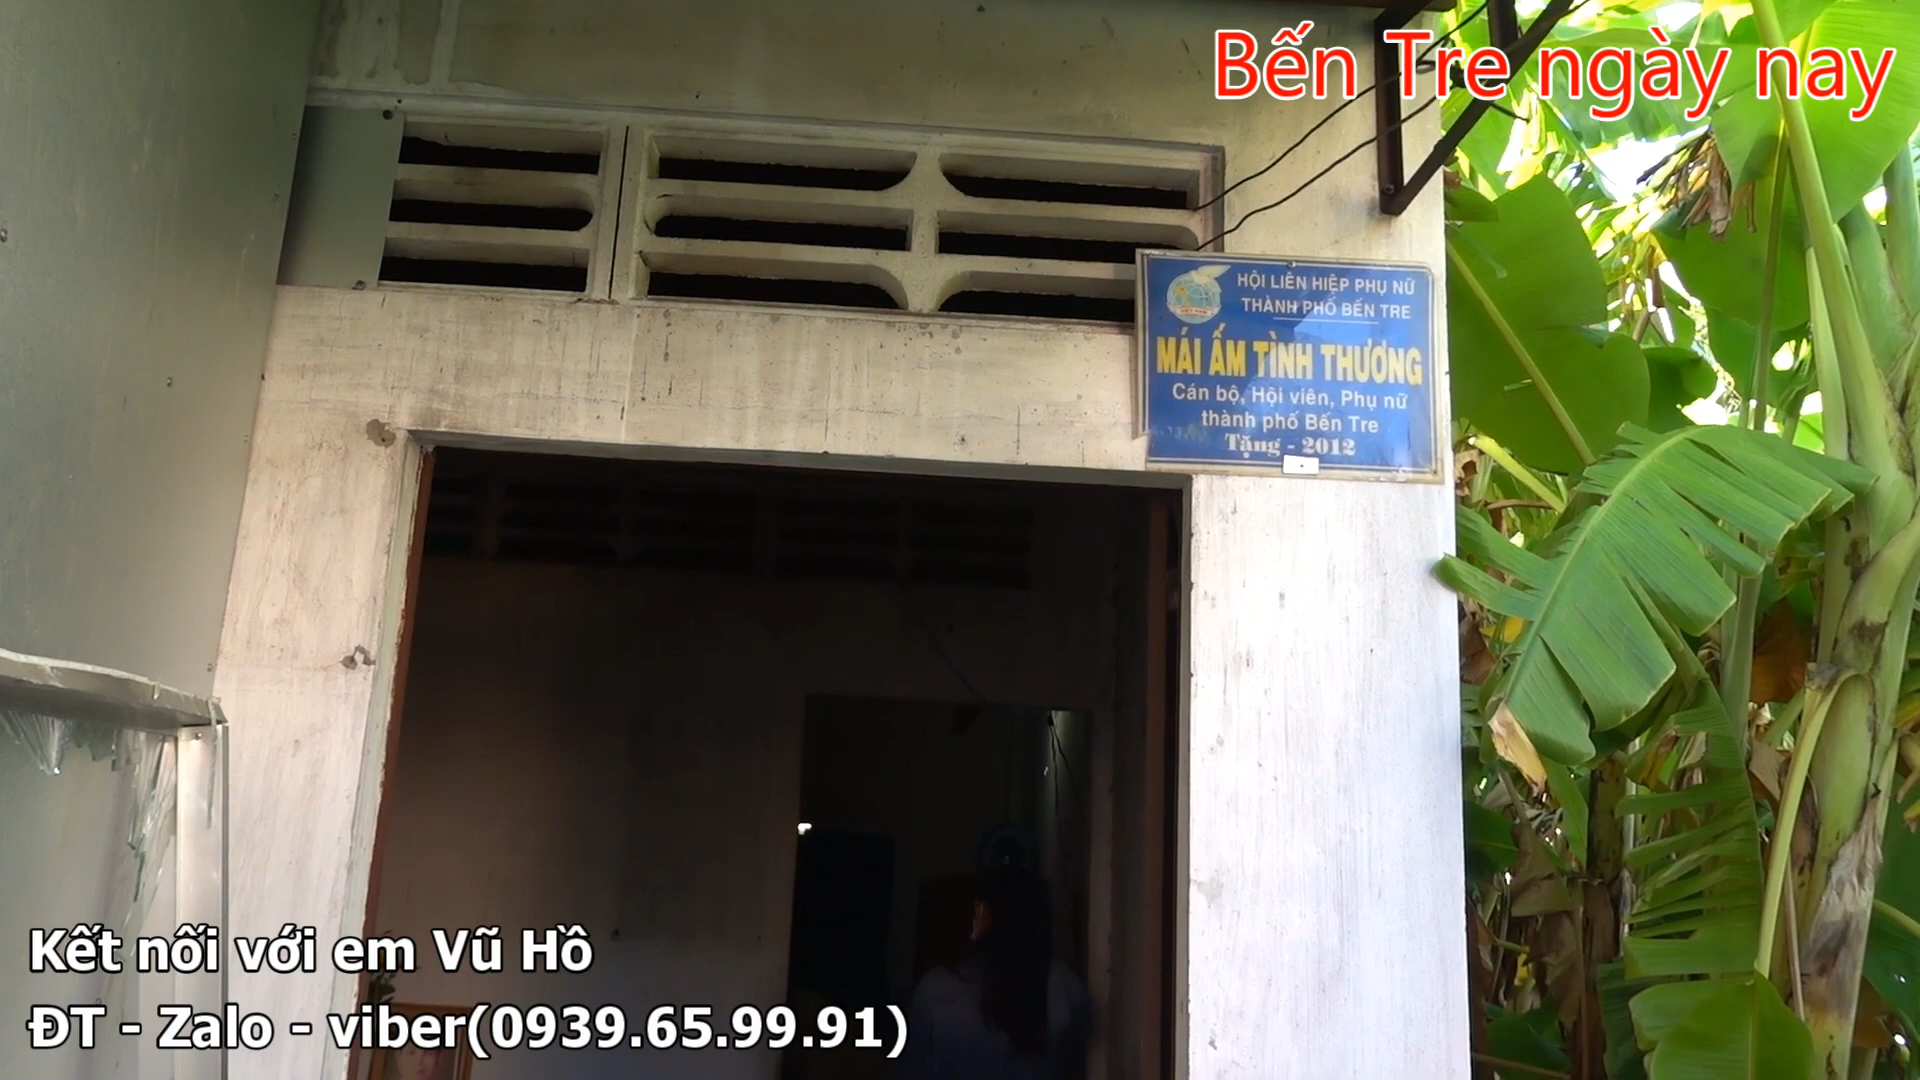 Bến Tre ngày nay
HỘI LIÊN HIỆP PHỤ NỮ
THÀNH PHỐ BẾN TRE
MÁI ẤM TÌNH THƯƠNG
Cán bộ, Hội viên, Phụ nữ
thành phố Bến Tre
Tặng - 2012
Kết nối với em Vũ Hồ
ĐT - Zalo - viber(0939.65.99.91)